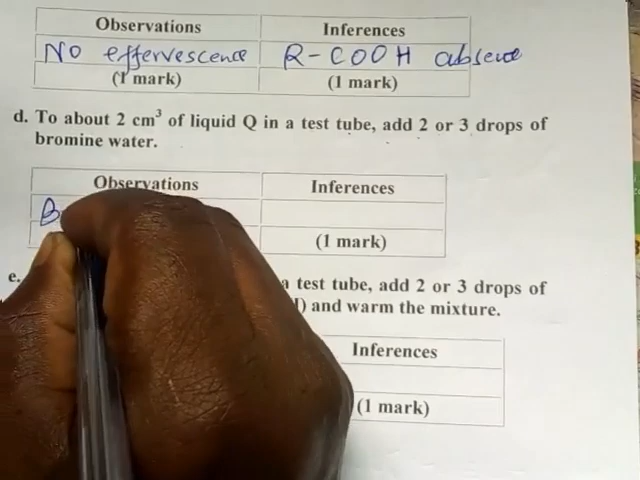 Observations Inferences
No effervescence R-COOH absence
(1 mark) (1 mark)
d. To about 2 cm³ of liquid Q in a test tube, add 2 or 3 drops of
bromine water.
Observations Inferences
B
(1 mark)
e. a test tube, add 2 or 3 drops of
I) and warm the mixture.
Inferences
(1 mark)